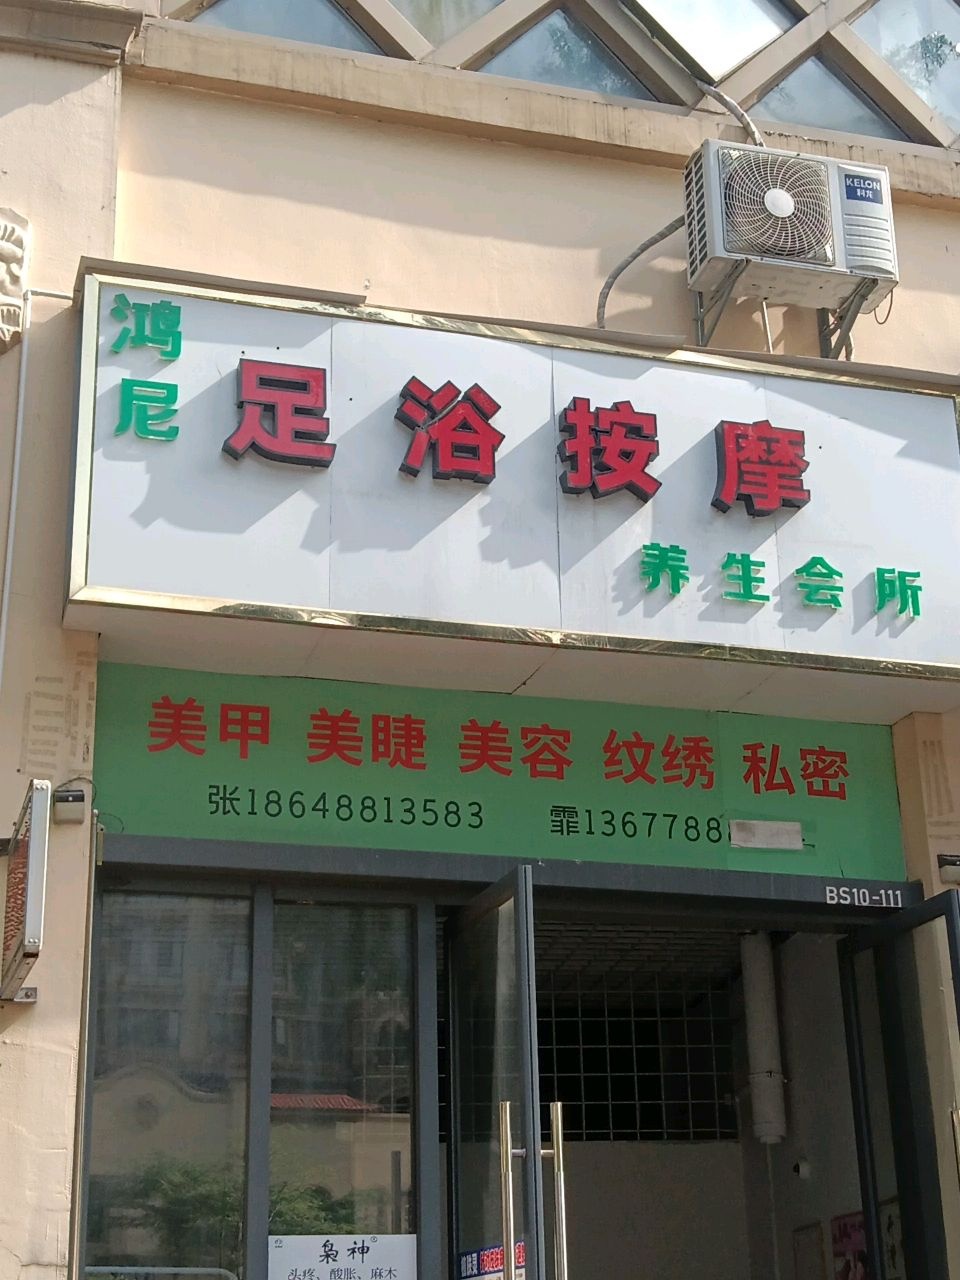 KELON
科龙
鸿尼
足浴按摩
养生会所
美甲 美睫 美容 纹绣 私密
张18648813583 霏13677888
BS10-111
枭神®
头疼、酸胀、麻木